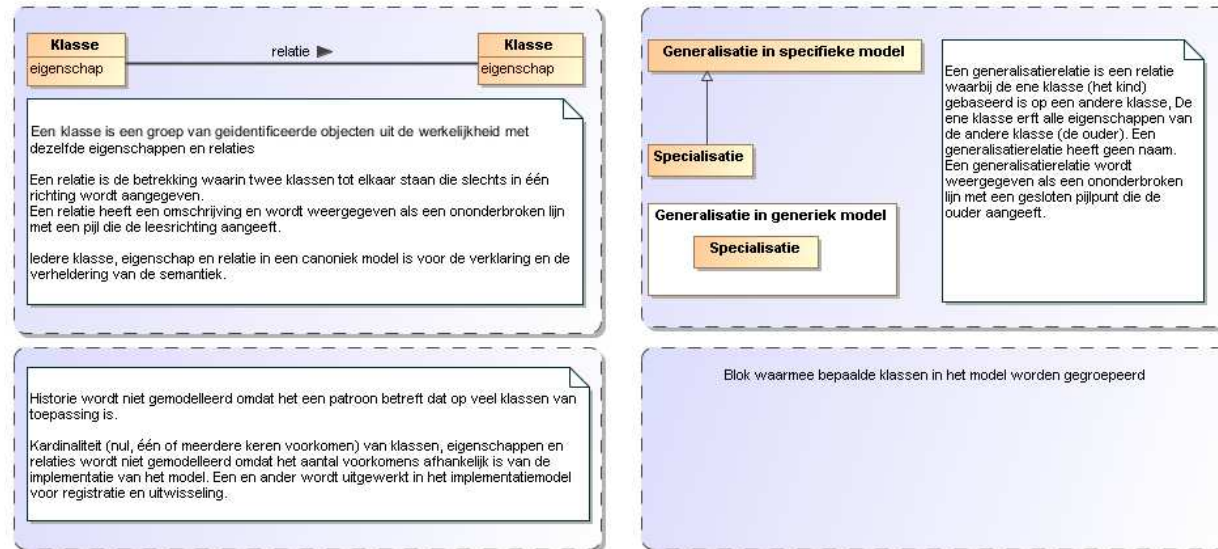 Klasse
eigenschap
relatie
Klasse
eigenschap
Een klasse is een groep van geidentificeerde objecten uit de werkelijkheid met
dezelfde eigenschappen en relaties
Een relatie is de betrekking waarin twee klassen tot elkaar staan die slechts in één
richting wordt aangegeven.
Een relatie heeft een omschrijving en wordt weergegeven als een ononderbroken lijn
met een pijl die de leesrichting aangeeft.
Iedere klasse, eigenschap en relatie in een canoniek model is voor de verklaring en de
verheldering van de semantiek.
Generalisatie in specifieke model
Specialisatie
Generalisatie in generiek model
Specialisatie
Een generalisatierelatie is een relatie
waarbij de ene klasse (het kind)
gebaseerd is op een andere klasse, De
ene klasse erft alle eigenschappen van
de andere klasse (de ouder). Een
generalisatierelatie heeft geen naam.
Een generalisatierelatie wordt
weergegeven als een ononderbroken
lijn met een gesloten pijlpunt die de
ouder aangeeft.
Historie wordt niet gemodelleerd omdat het een patroon betreft dat op veel klassen van
toepassing is.
Kardinaliteit (nul, één of meerdere keren voorkomen) van klassen, eigenschappen en
relaties wordt niet gemodelleerd omdat het aantal voorkomens afhankelijk is van de
implementatie van het model. Een en ander wordt uitgewerkt in het implementatiemodel
voor registratie en uitwisseling.
Blok waarmee bepaalde klassen in het model worden gegroepeerd